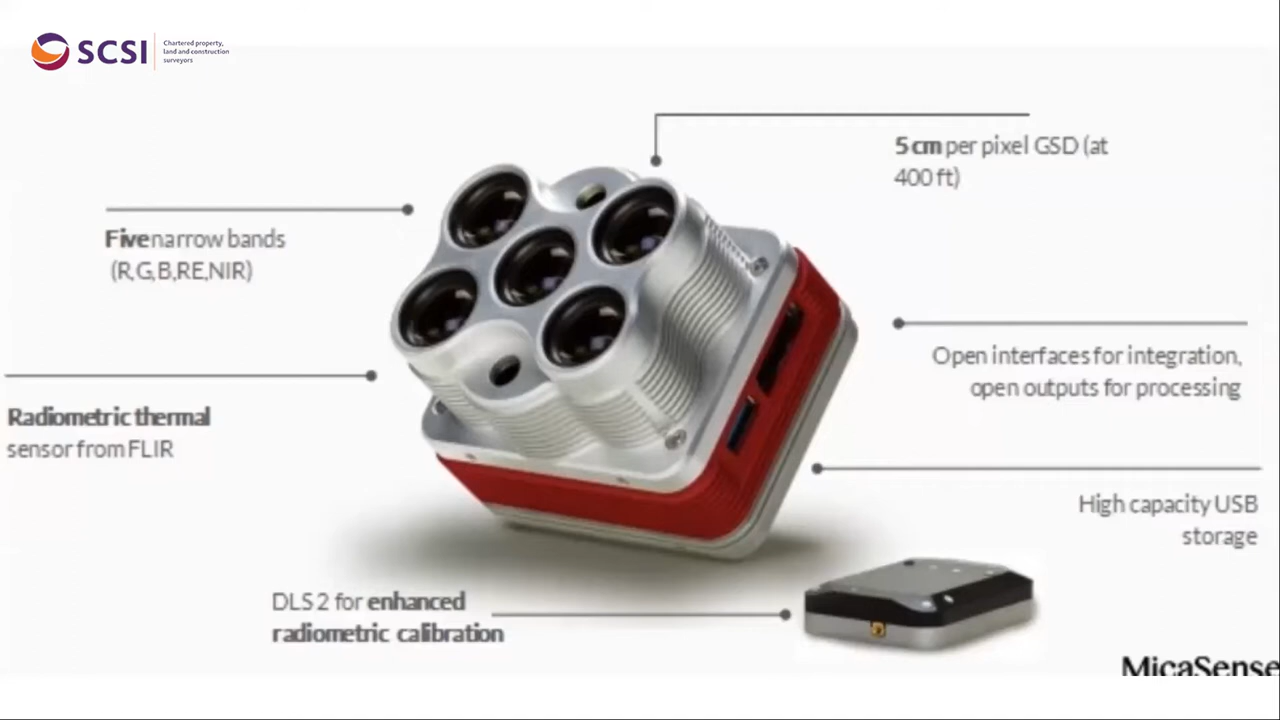 SCSI
Chartered property,
land and construction
surveyors
5 cm per pixel GSD (at
400 ft)
Five narrow bands
(R,G,B,RE,NIR)
Open interfaces for integration,
open outputs for processing
Radiometric thermal
sensor from FLIR
High capacity USB
storage
DLS 2 for enhanced
radiometric calibration
MicaSense